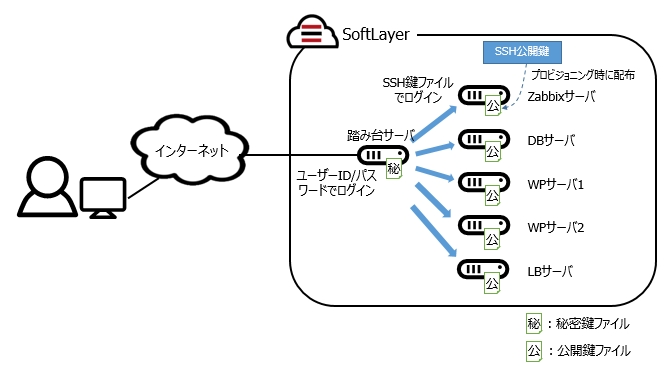 SoftLayer
SSH公開鍵
プロビジョニング時に配布
SSH鍵ファイル
でログイン
公
Zabbixサーバ
踏み台サーバ
秘
インターネット
ユーザーID/パス
ワードでログイン
公
DBサーバ
公
WPサーバ1
公
WPサーバ2
公
LBサーバ
秘
：秘密鍵ファイル
公
：公開鍵ファイル